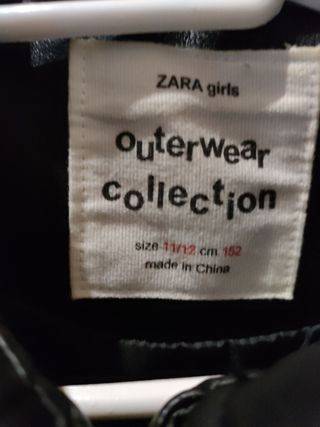 ZARA girls
outerwear
collection
size 11/12 cm 152
made in China